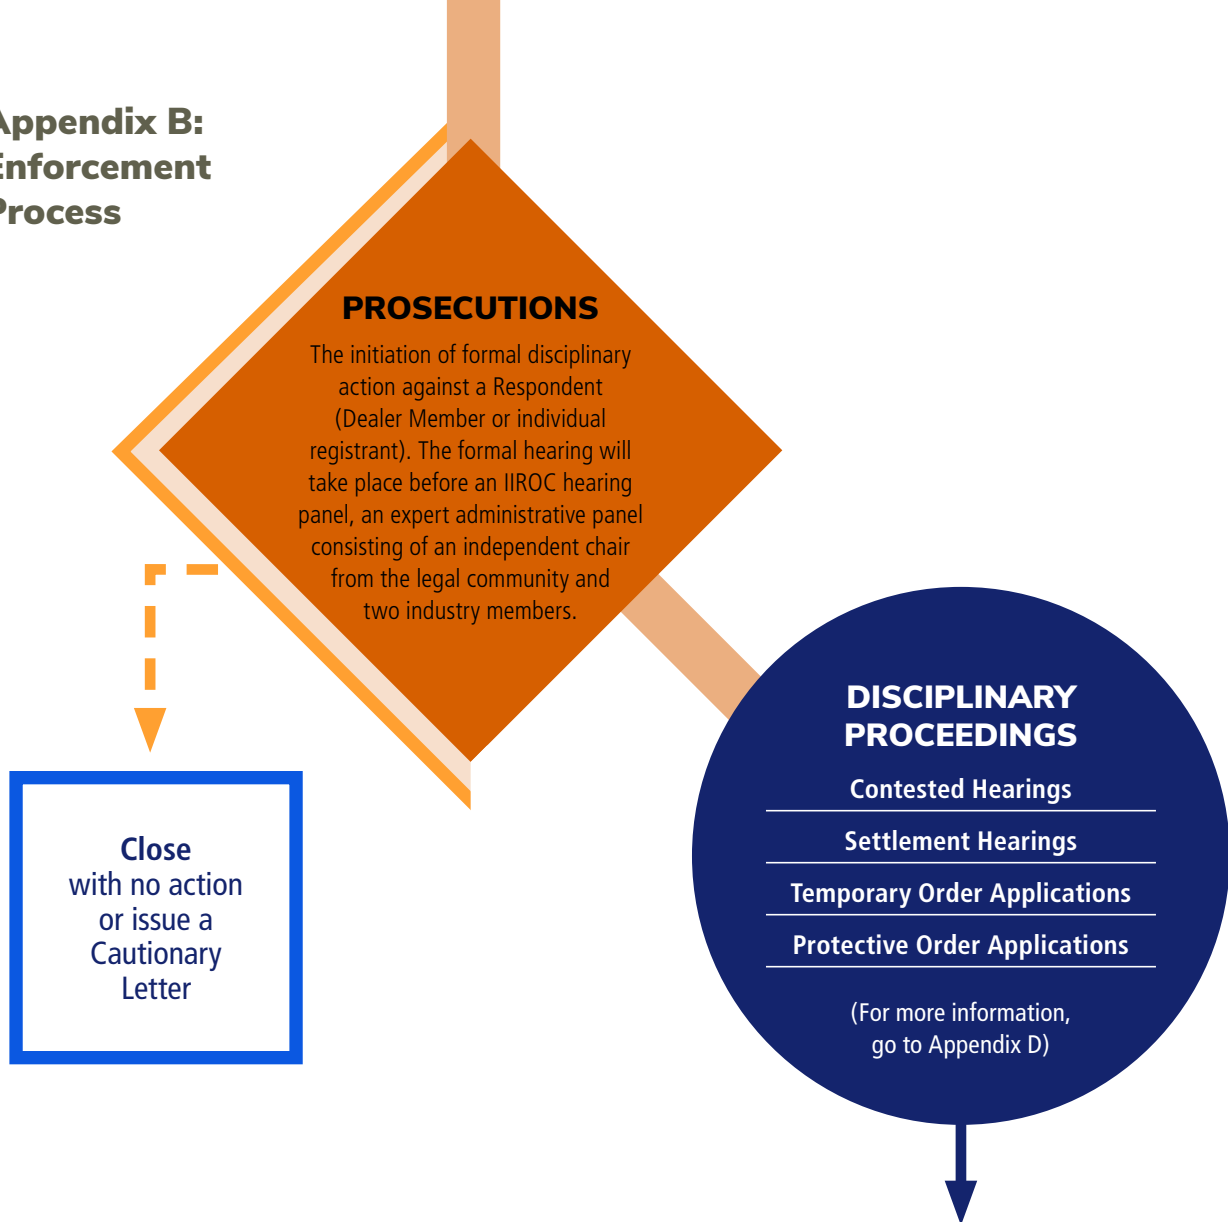 Appendix B:
Enforcement
Process
PROSECUTIONS
The initiation of formal disciplinary
action against a Respondent
(Dealer Member or individual
registrant). The formal hearing will
take place before an IIROC hearing
panel, an expert administrative panel
consisting of an independent chair
from the legal community and
two industry members.
Close
with no action
or issue a
Cautionary
Letter
DISCIPLINARY
PROCEEDINGS
Contested Hearings
Settlement Hearings
Temporary Order Applications
Protective Order Applications
(For more information,
go to Appendix D)